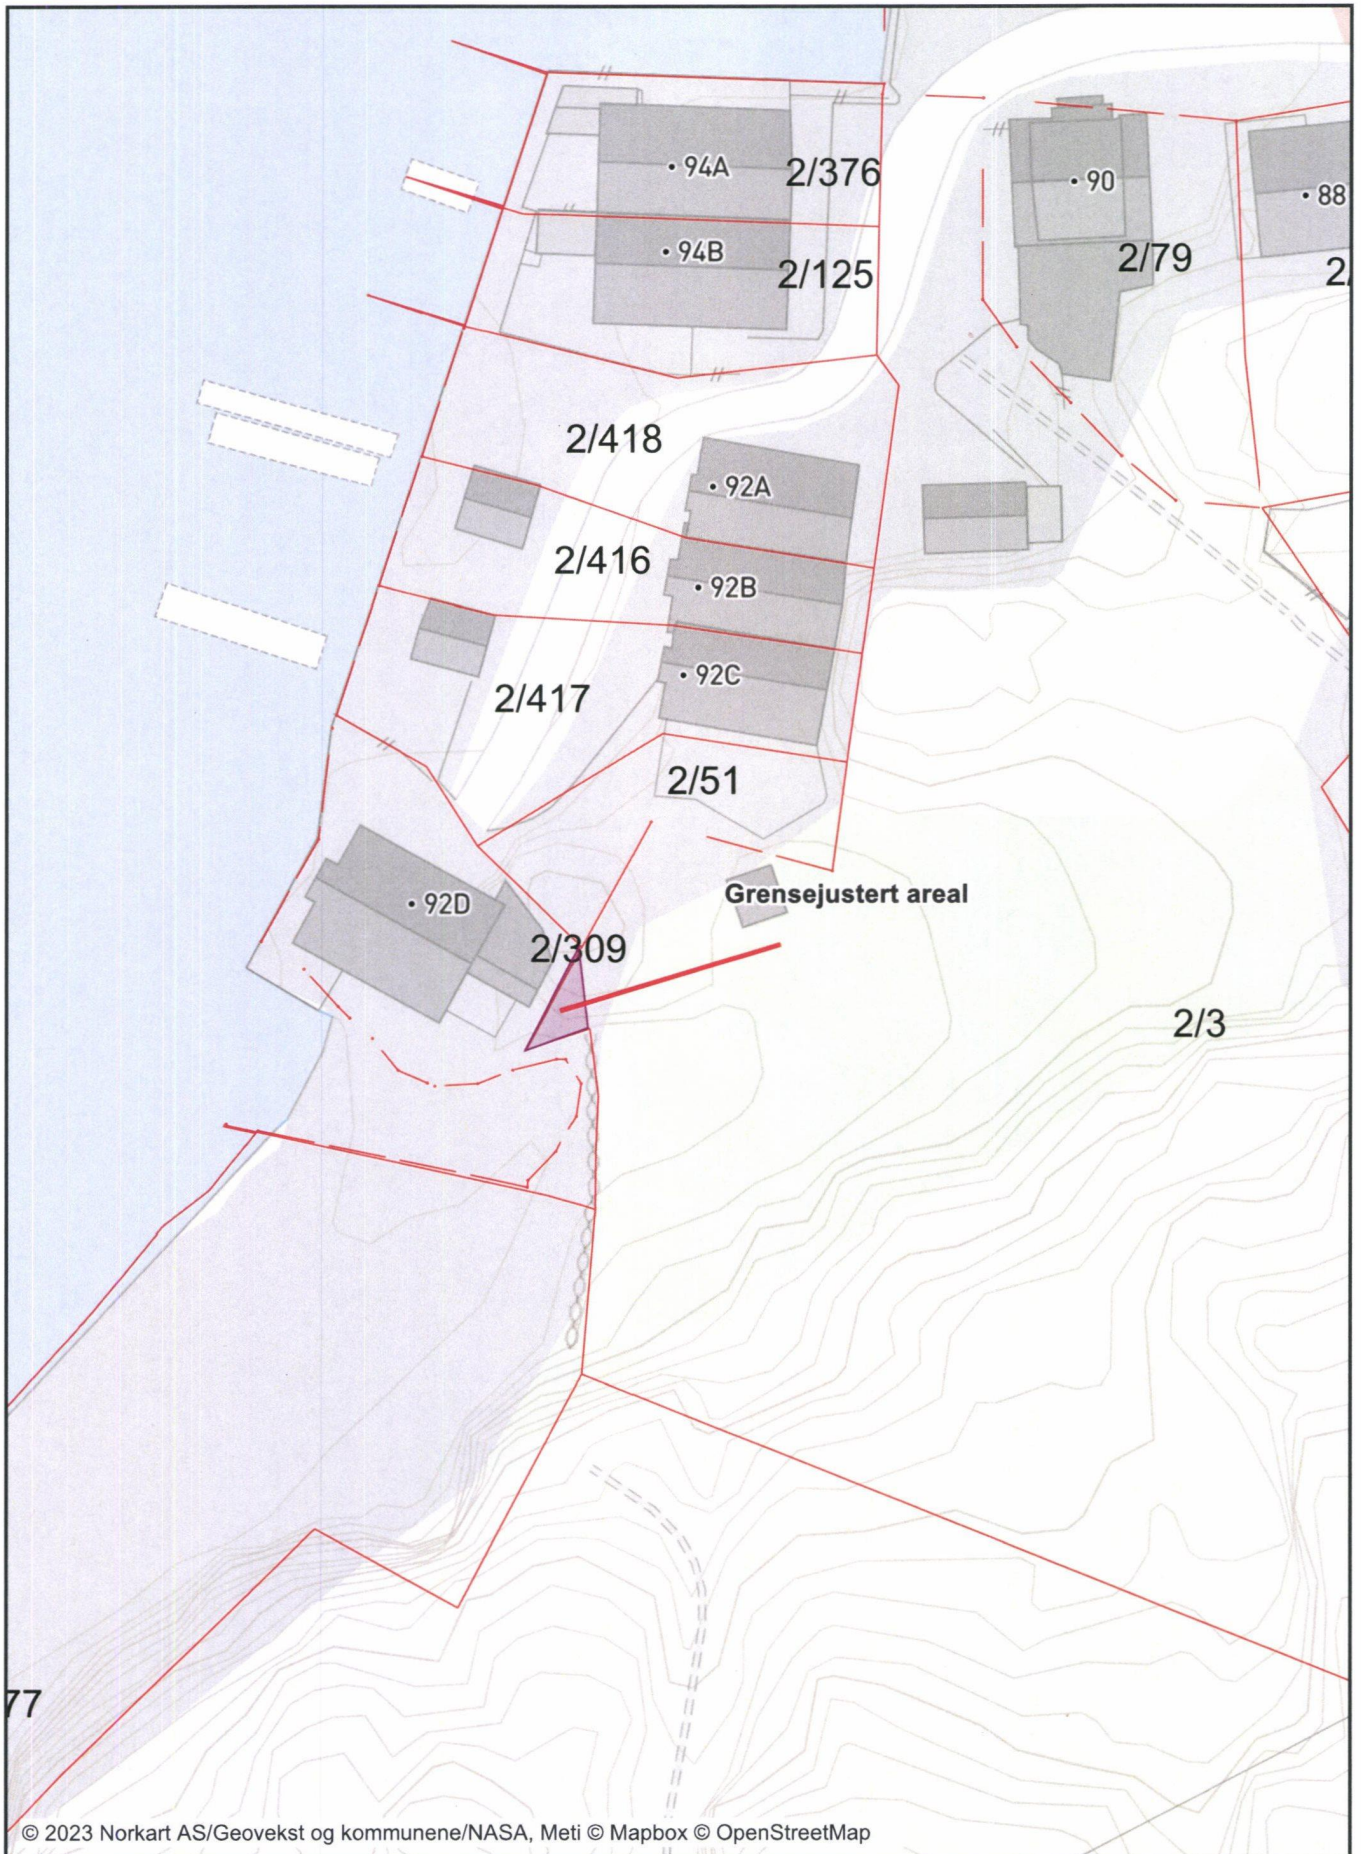 94A
2/376
90
88
94B
2/125
2/79
2/
2/418
92A
2/416
92B
92C
2/417
2/51
Grensejustert areal
92D
2/309
2/3
77
© 2023 Norkart AS/Geovekst og kommunene/NASA, Meti © Mapbox © OpenStreetMap